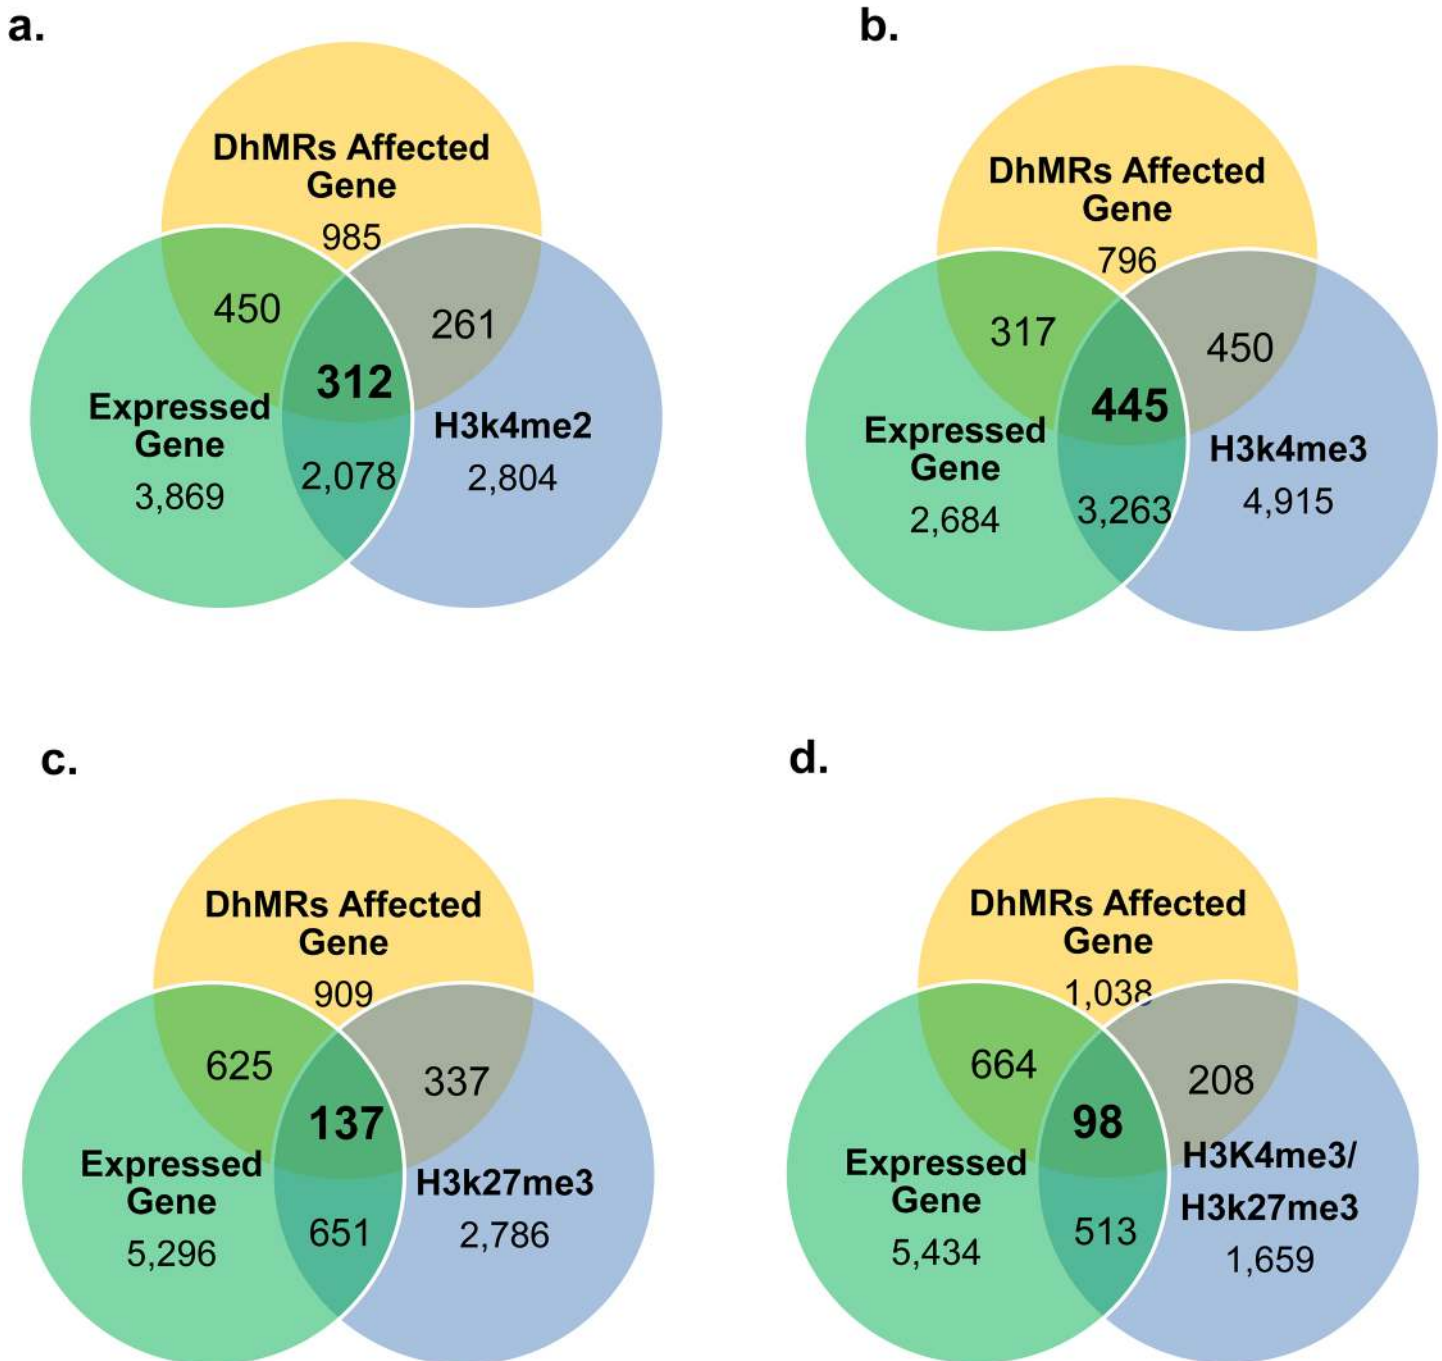 a.
DhMRs Affected
Gene
985
450
261
312
Expressed
Gene
3,869
H3k4me2
2,804
2,078
b.
DhMRs Affected
Gene
796
317
450
445
Expressed
Gene
2,684
H3k4me3
4,915
3,263
c.
DhMRs Affected
Gene
909
625
337
137
Expressed
Gene
5,296
H3k27me3
2,786
651
d.
DhMRs Affected
Gene
1,038
664
208
98
Expressed
Gene
5,434
H3K4me3/
H3k27me3
1,659
513